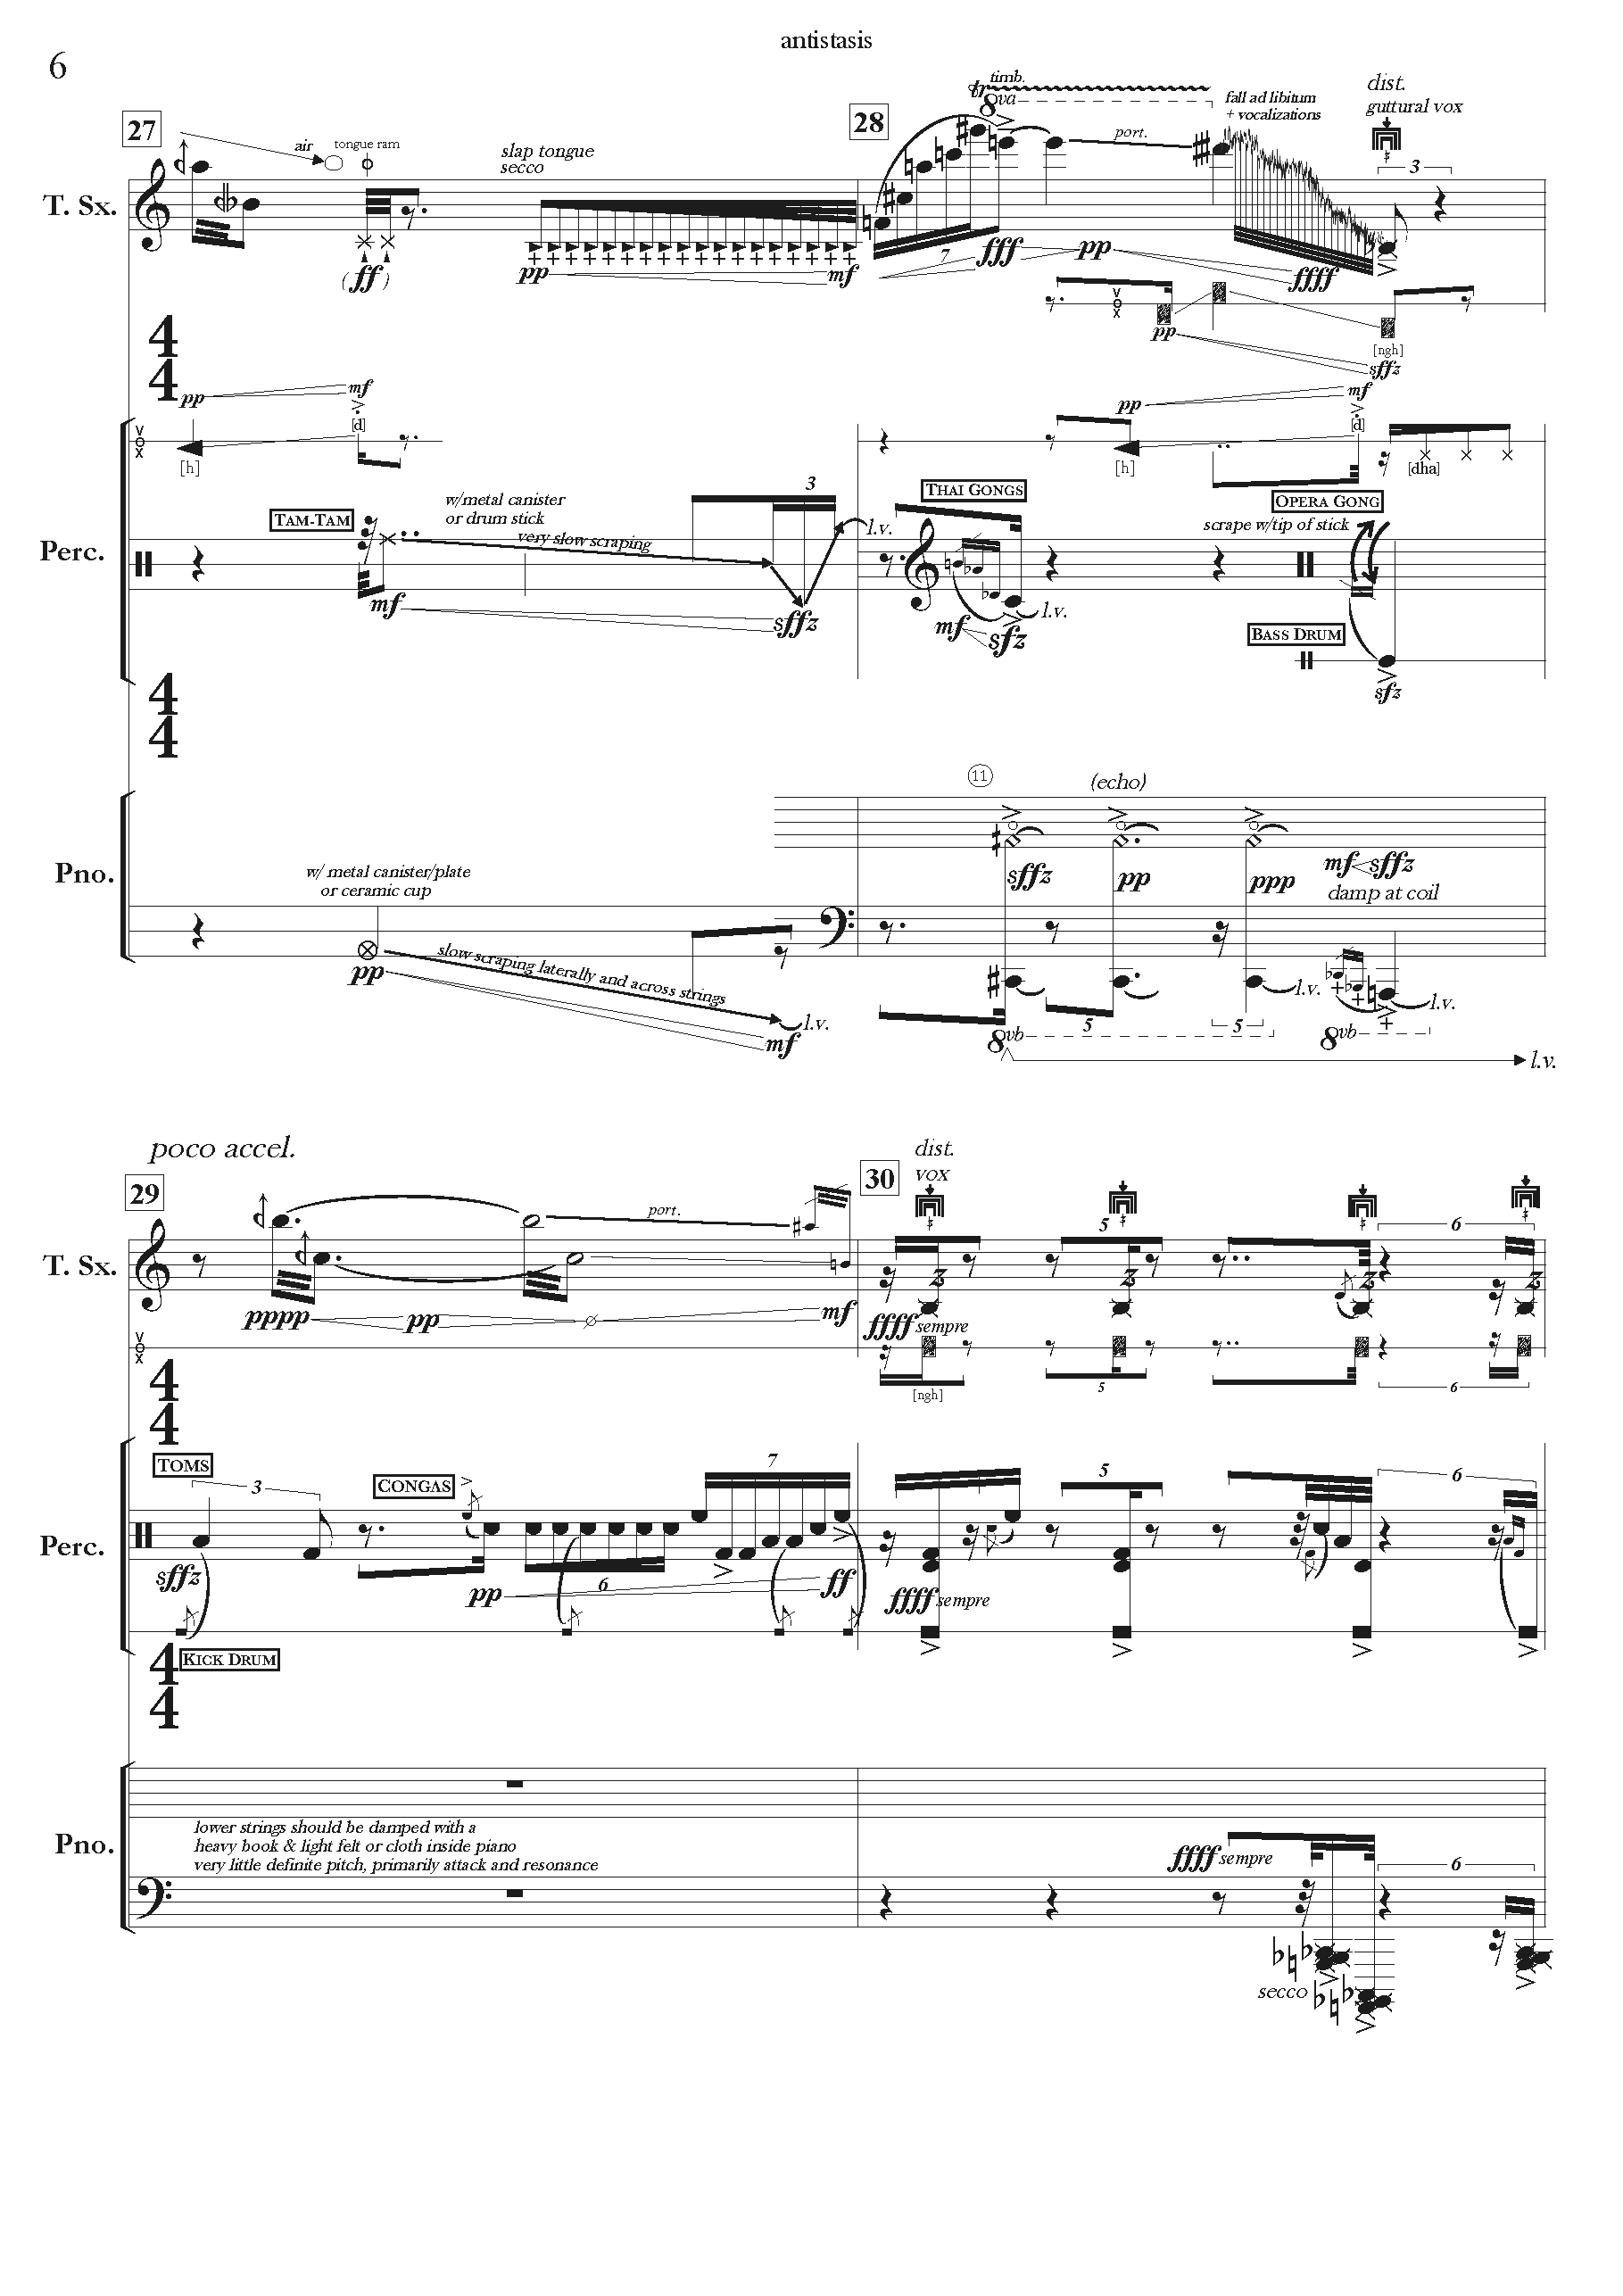 antistasis
6
timb.
tr
8va
dist.
guttural vox
fall ad libitum
+ vocalizations
27
28
air
tongue ram
slap tongue
secco
port.
3
T. Sx.
(ff)
pp
mf
7
fff
pp
ffff
vox
pp
[ngh]
sffz
4
4
pp
mf
pp
mf
vox
[d]
[d]
[h]
[h]
[dha]
3
THAI GONGS
OPERA GONG
TAM-TAM
w/metal canister
or drum stick
very slow scraping
l.v.
scrape w/tip of stick
Perc.
mf
sffz
mf
sfz
l.v.
BASS DRUM
sfz
4
4
11
(echo)
Pno.
w/ metal canister/plate
or ceramic cup
sffz
pp
ppp
mf
sffz
damp at coil
slow scraping laterally and across strings
pp
l.v.
mf
l.v.
l.v.
5
5
8vb
8vb
l.v.
poco accel.
dist.
vox
29
30
port.
5
6
T. Sx.
pppp
pp
mf
ffff sempre
vox
[ngh]
5
6
4
4
TOMS
3
CONGAS
7
5
6
Perc.
sffz
pp
6
ff
ffff sempre
KICK DRUM
4
4
Pno.
lower strings should be damped with a
heavy book & light felt or cloth inside piano
very little definite pitch, primarily attack and resonance
ffff sempre
6
secco